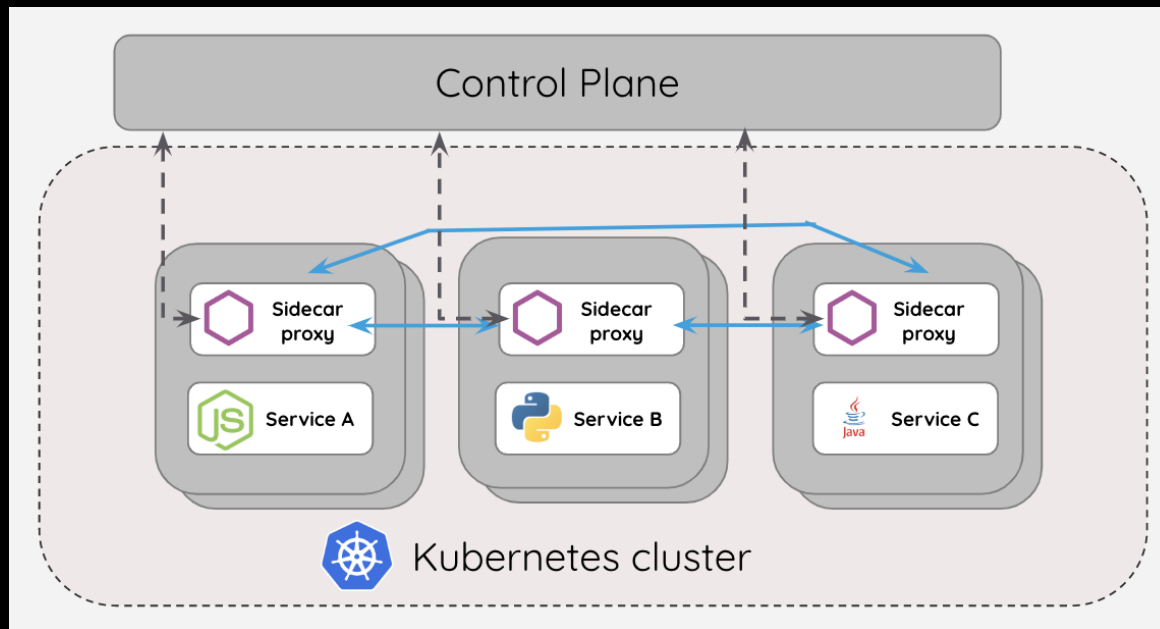 Control Plane
Sidecar
proxy
Sidecar
proxy
Sidecar
proxy
JS
Service A
Service B
Java
Service C
Kubernetes cluster